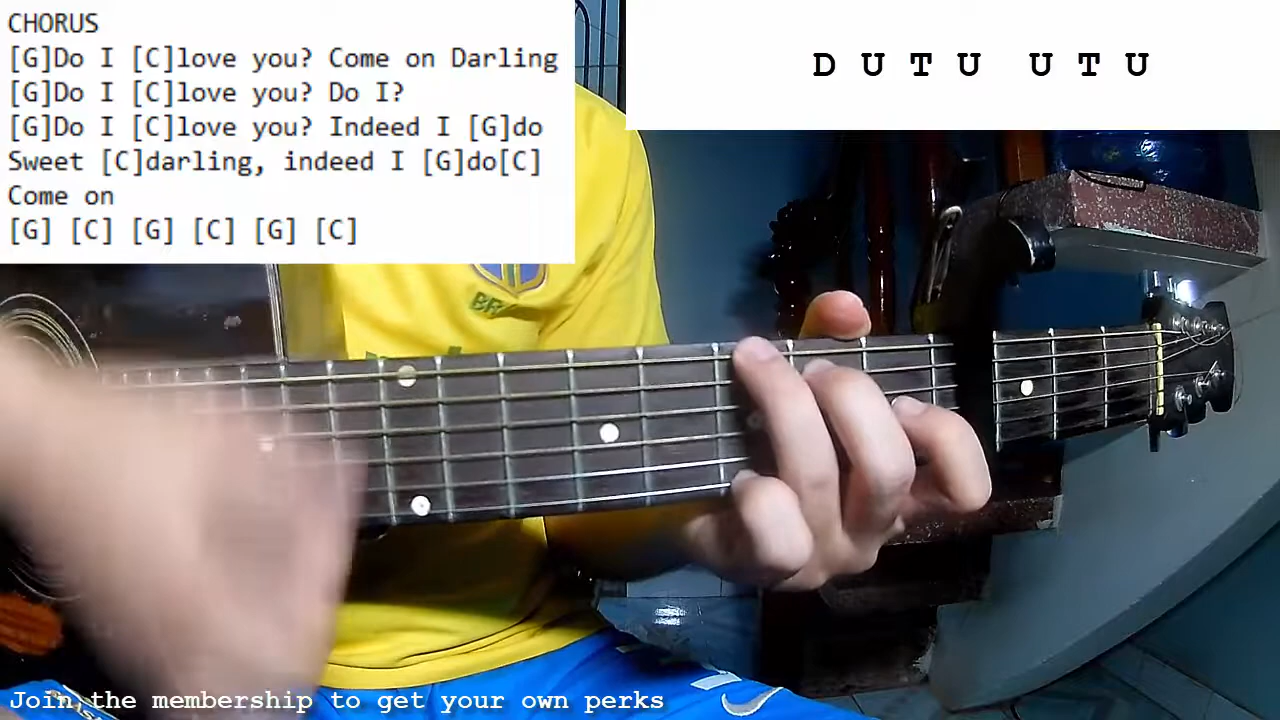 CHORUS
[G]Do I [C]love you? Come on Darling
[G]Do I [C]love you? Do I?
[G]Do I [C]love you? Indeed I [G]do
Sweet [C]darling, indeed I [G]do[C]
Come on
[G] [C] [G] [C] [G] [C]
D U T U U T U
BR
Join the membership to get your own perks